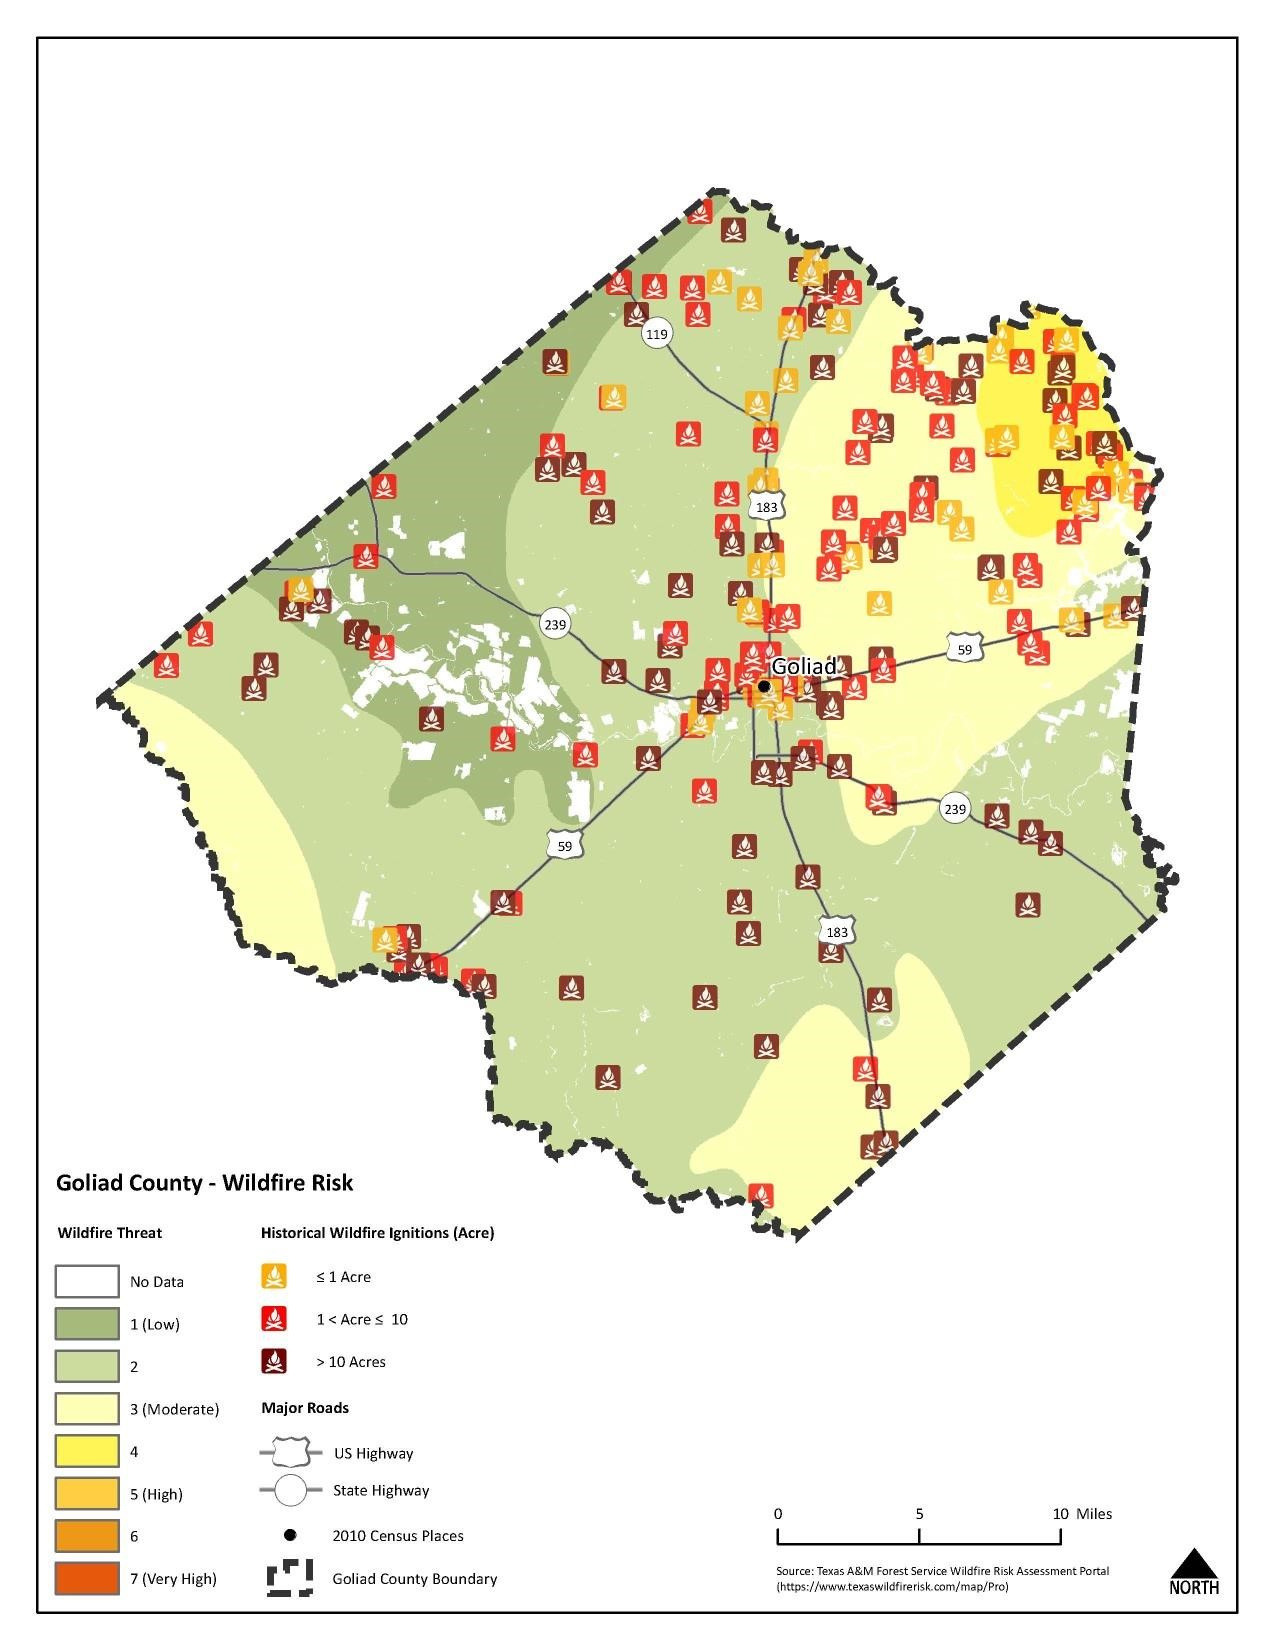 119
183
239
Goliad
59
239
59
183
Goliad County - Wildfire Risk
Wildfire Threat
No Data
1 (Low)
2
3 (Moderate)
4
5 (High)
6
7 (Very High)
Historical Wildfire Ignitions (Acre)
≤ 1 Acre
1 < Acre ≤ 10
> 10 Acres
Major Roads
US Highway
State Highway
2010 Census Places
Goliad County Boundary
0 5 10 Miles
Source: Texas A&M Forest Service Wildfire Risk Assessment Portal
(https://www.texaswildfirerisk.com/map/Pro)
NORTH